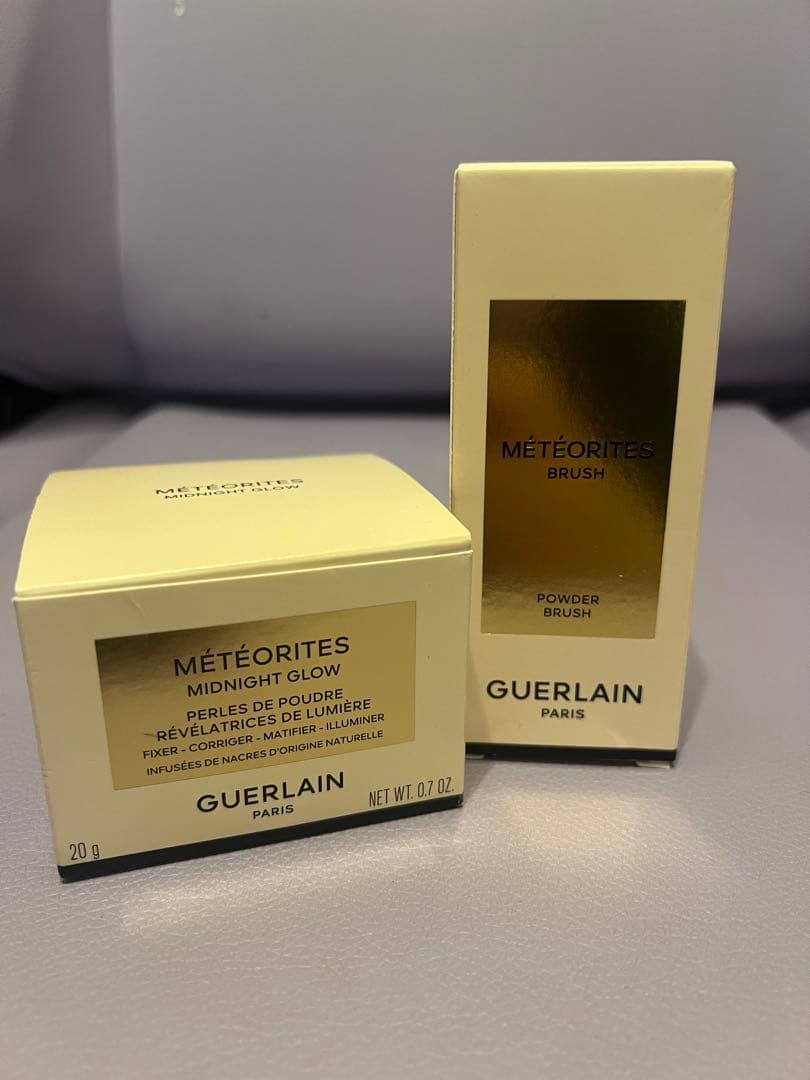 MÉTÉORITES
MIDNIGHT GLOW
MÉTÉORITES
MIDNIGHT GLOW
PERLES DE POUDRE
RÉVÉLATRICES DE LUMIÈRE
FIXER - CORRIGER - MATIFIER - ILLUMINER
INFUSÉES DE NACRES D'ORIGINE NATURELLE
GUERLAIN
PARIS
20 g
NET WT. 0.7 OZ.
MÉTÉORITES
BRUSH
POWDER
BRUSH
GUERLAIN
PARIS